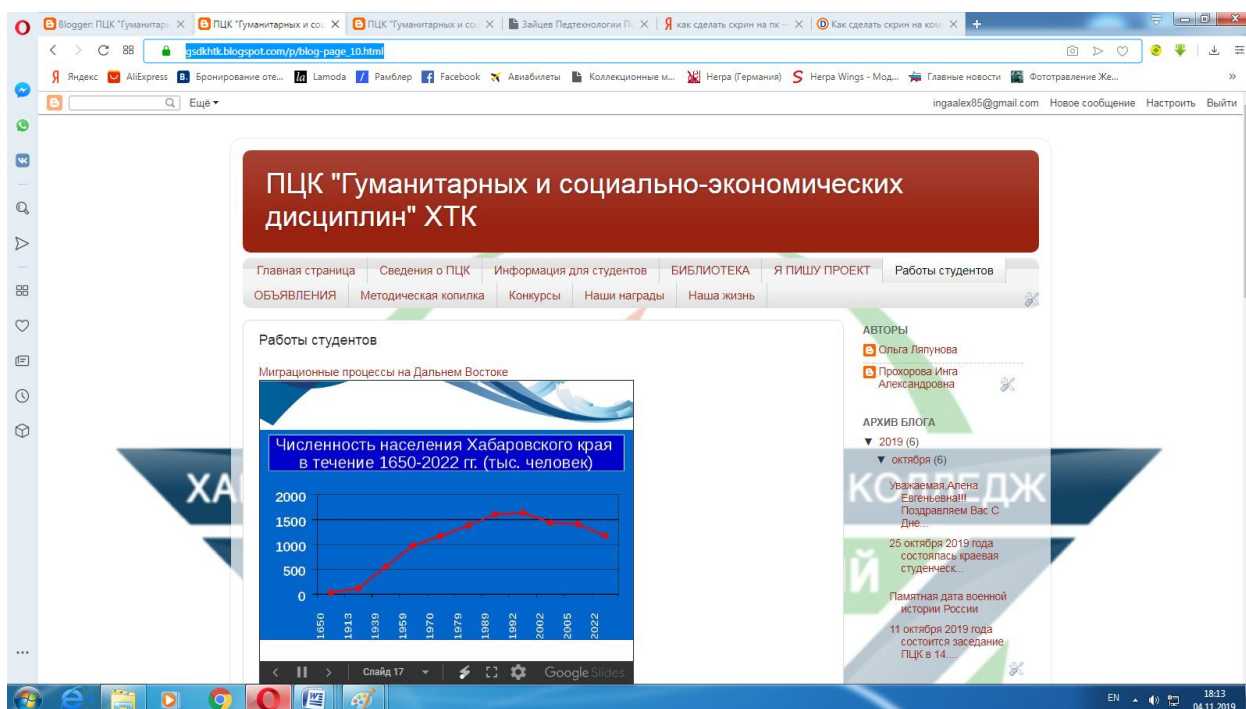 Blogger: ПЦК "Гуманитарн
ПЦК "Гуманитарных и соц
ПЦК "Гуманитарных и соц
Зайцев Педтехнологии По
как сделать скрин на пк –
Как сделать скрин на ком
gsdkhtk.blogspot.com/p/blog-page_10.html
Яндекс
AliExpress
Бронирование оте...
Lamoda
Рамблер
Facebook
Авиабилеты
Коллекционные м...
Herpa (Германия)
Herpa Wings - Мод...
Главные новости
Фототравление Же...
Ещё
ingaalex85@gmail.com Новое сообщение Настроить Выйти
ПЦК "Гуманитарных и социально-экономических
дисциплин" ХТК
Главная страница Сведения о ПЦК Информация для студентов БИБЛИОТЕКА Я ПИШУ ПРОЕКТ Работы студентов
ОБЪЯВЛЕНИЯ Методическая копилка Конкурсы Наши награды Наша жизнь
Работы студентов
Миграционные процессы на Дальнем Востоке
Численность населения Хабаровского края
в течение 1650-2022 гг. (тыс. человек)
2000
1500
1000
500
0
1650 1913 1939 1959 1970 1979 1989 1992 2002 2005 2022
Слайд 17
Google Slides
АВТОРЫ
Ольга Ляпунова
Прохорова Инга
Александровна
АРХИВ БЛОГА
▼ 2019 (6)
▼ октября (6)
Уважаемая Алена
Евгеньевна!!!
Поздравляем Вас С
Дне...
25 октября 2019 года
состоялась краевая
студенческ...
Памятная дата военной
истории России
11 октября 2019 года
состоится заседание
ПЦК в 14....
ХА
КОЛЛЕДЖ
Й
EN
18:13
04.11.2019